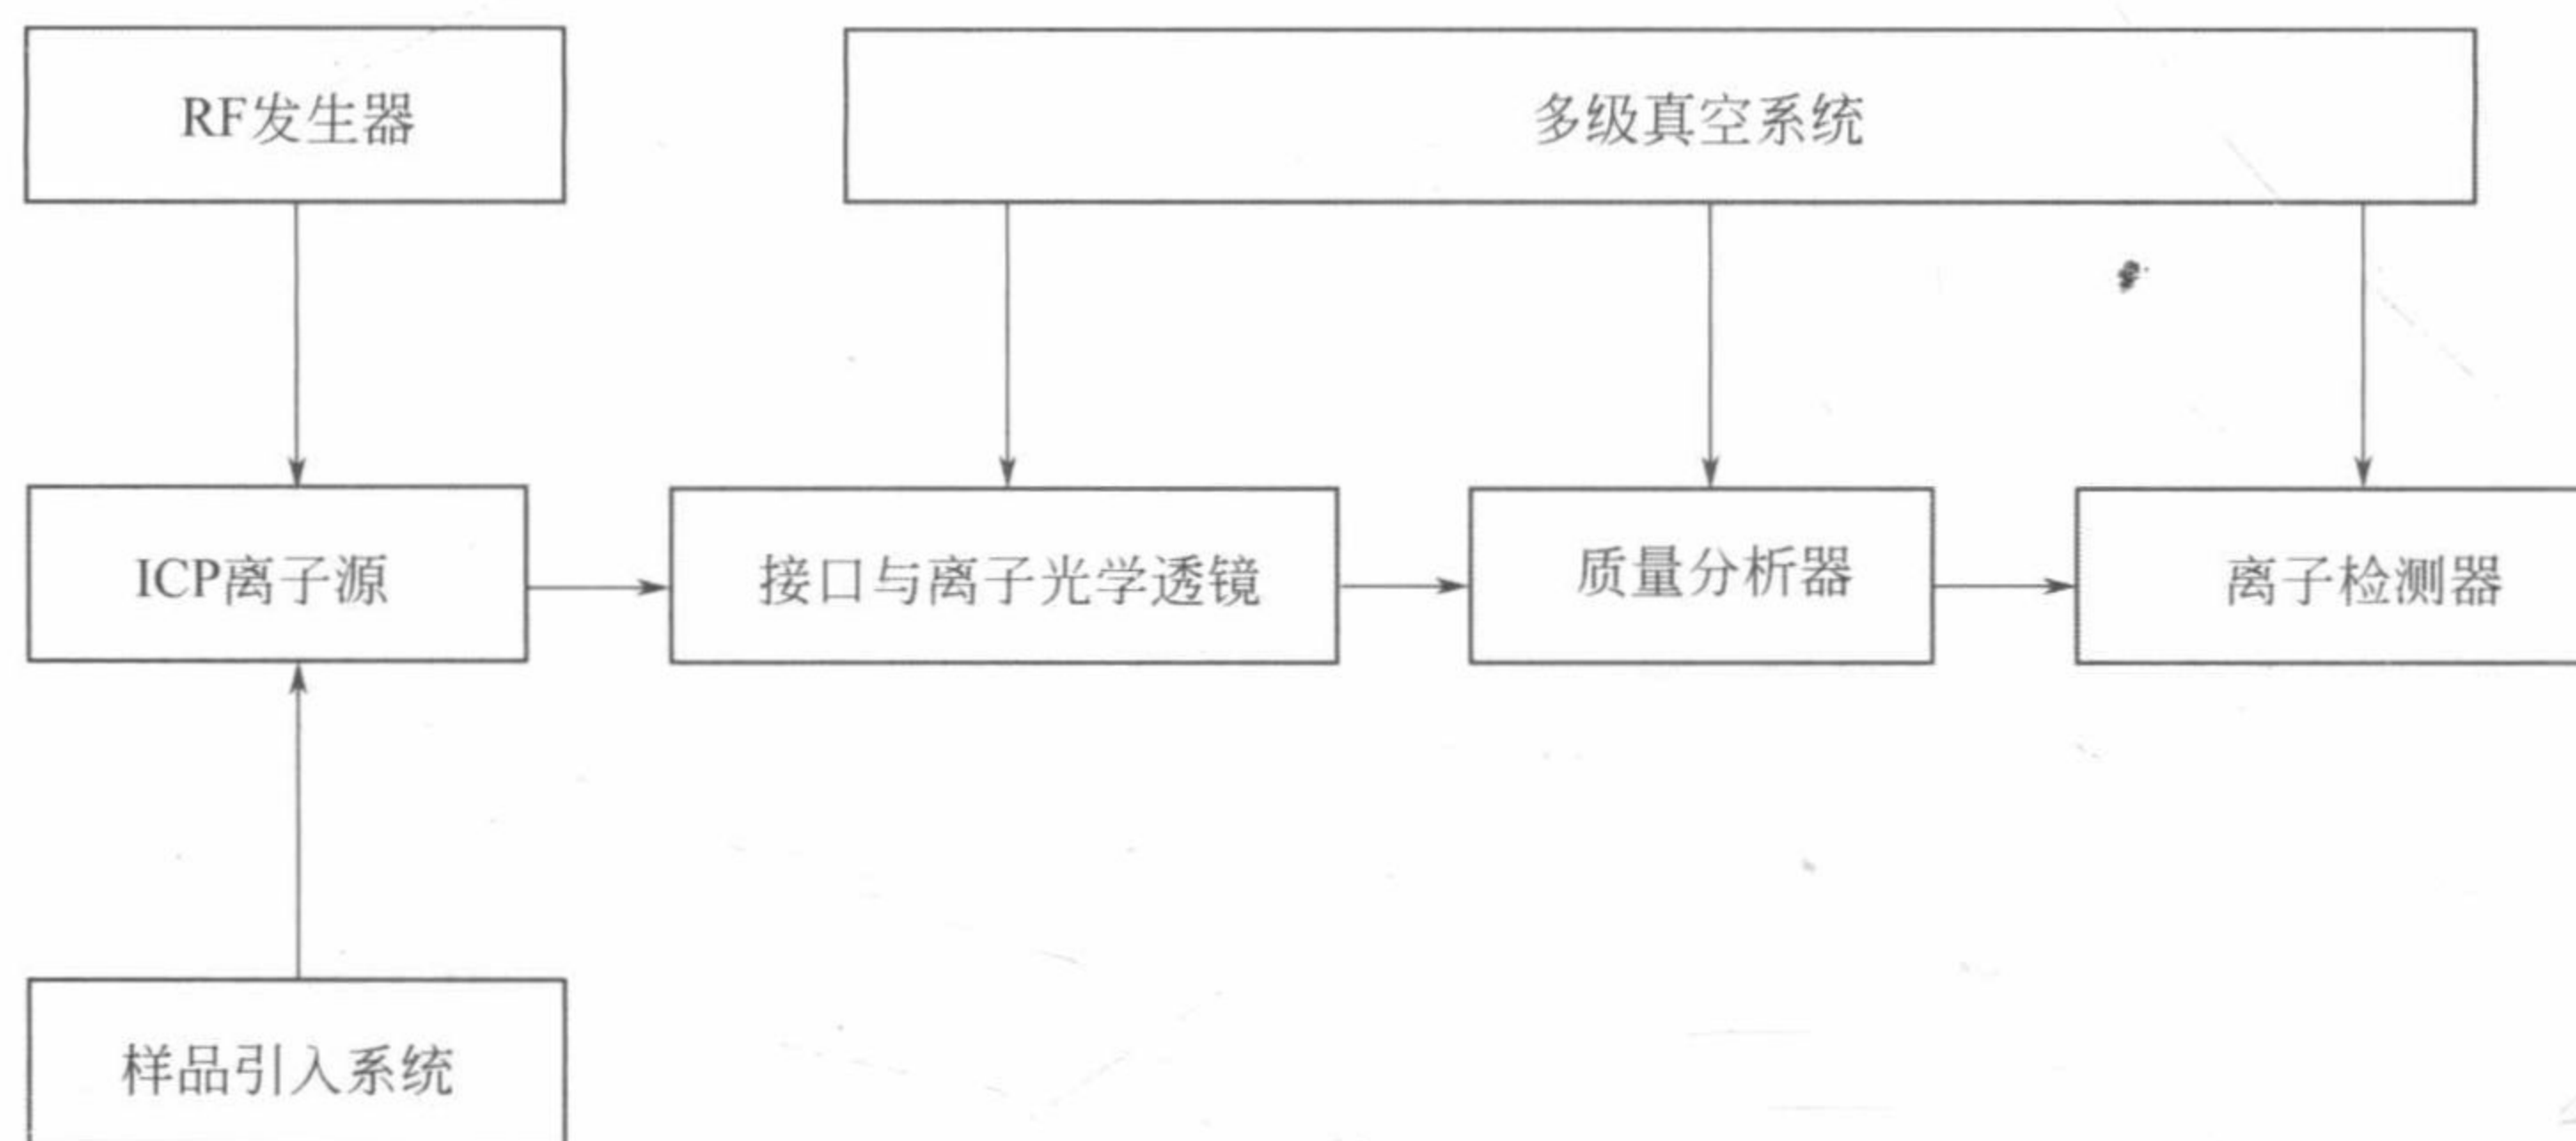 RF发生器
多级真空系统
ICP离子源
接口与离子光学透镜
质量分析器
离子检测器
样品引入系统